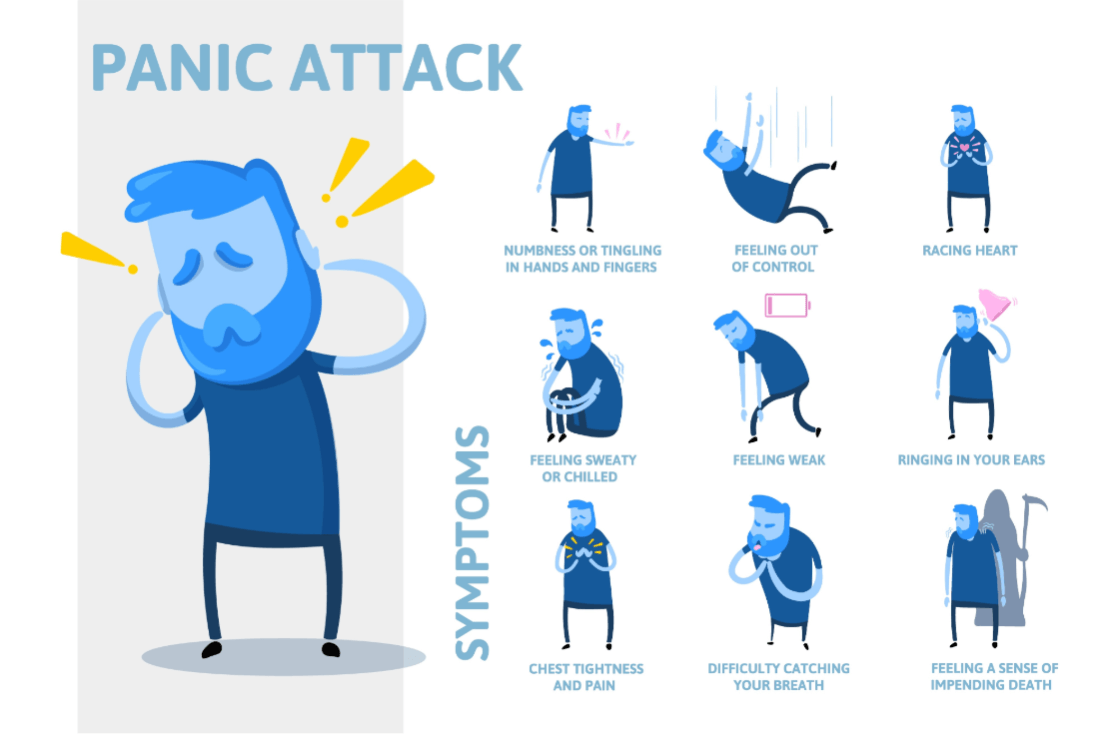 PANIC ATTACK
SYMPTOMS
NUMBNESS OR TINGLING
IN HANDS AND FINGERS
FEELING OUT
OF CONTROL
RACING HEART
FEELING SWEATY
OR CHILLED
FEELING WEAK
RINGING IN YOUR EARS
CHEST TIGHTNESS
AND PAIN
DIFFICULTY CATCHING
YOUR BREATH
FEELING A SENSE OF
IMPENDING DEATH